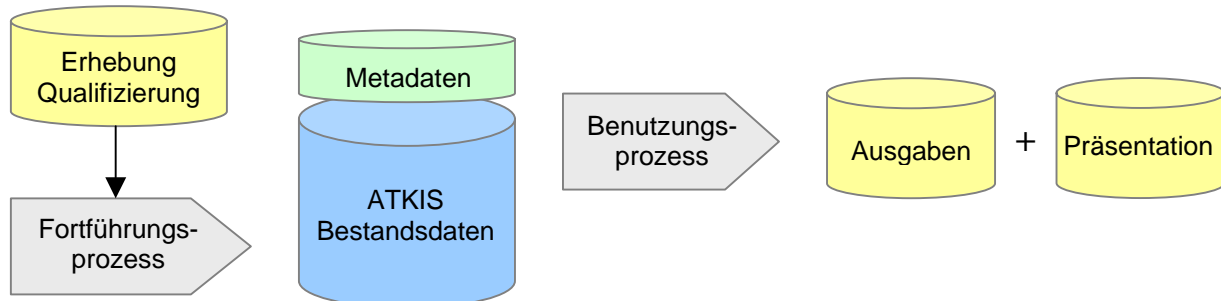 Erhebung
Qualifizierung
Fortführungs-
prozess
Metadaten
ATKIS
Bestandsdaten
Benutzungs-
prozess
Ausgaben
+
Präsentation